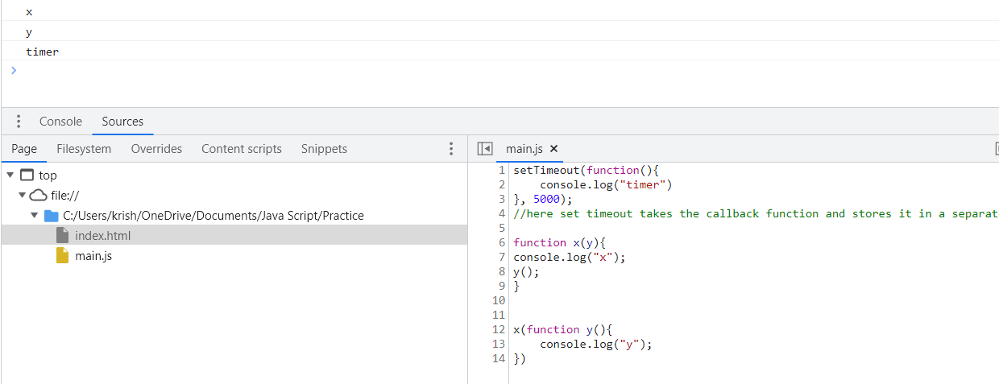 x
y
timer
>
Console Sources
Page Filesystem Overrides Content scripts Snippets
top
file://
C:/Users/krish/OneDrive/Documents/Java Script/Practice
index.html
main.js
main.js ×
1 setTimeout(function(){
2     console.log("timer")
3 }, 5000);
4 //here set timeout takes the callback function and stores it in a separat
5
6 function x(y){
7 console.log("x");
8 y();
9 }
10
11
12 x(function y(){
13     console.log("y");
14 })